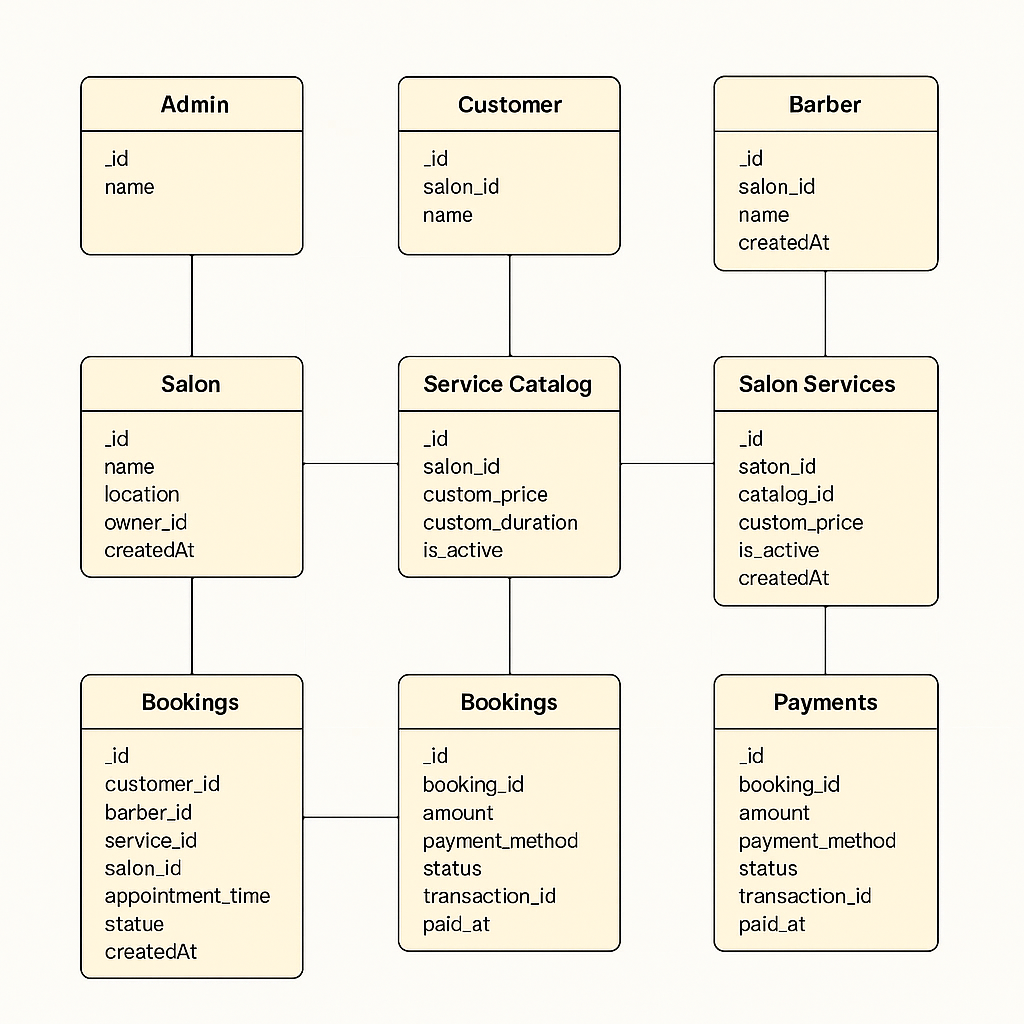 Admin
_id
name
Customer
_id
salon_id
name
Barber
_id
salon_id
name
createdAt
Salon
_id
name
location
owner_id
createdAt
Service Catalog
_id
salon_id
custom_price
custom_duration
is_active
Salon Services
_id
saton_id
catalog_id
custom_price
is_active
createdAt
Bookings
_id
customer_id
barber_id
service_id
salon_id
appointment_time
statue
createdAt
Bookings
_id
booking_id
amount
payment_method
status
transaction_id
paid_at
Payments
_id
booking_id
amount
payment_method
status
transaction_id
paid_at